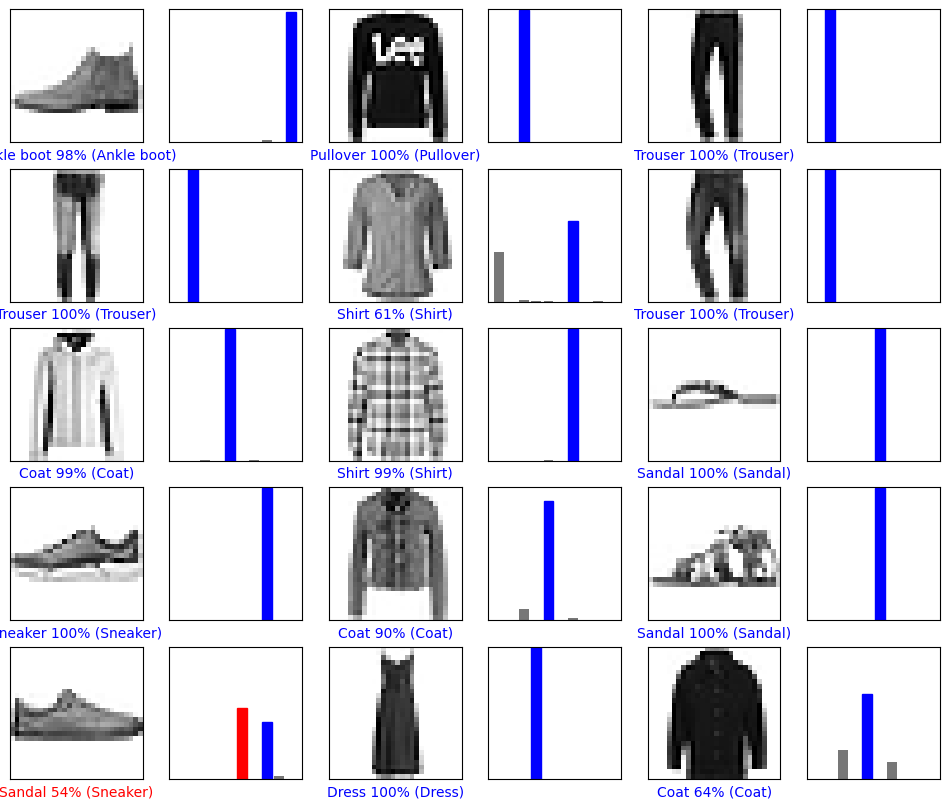 kle boot 98% (Ankle boot)
Lee
Pullover 100% (Pullover)
Trouser 100% (Trouser)
Trouser 100% (Trouser)
Shirt 61% (Shirt)
Trouser 100% (Trouser)
Coat 99% (Coat)
Shirt 99% (Shirt)
Sandal 100% (Sandal)
neaker 100% (Sneaker)
Coat 90% (Coat)
Sandal 100% (Sandal)
Sandal 54% (Sneaker)
Dress 100% (Dress)
Coat 64% (Coat)